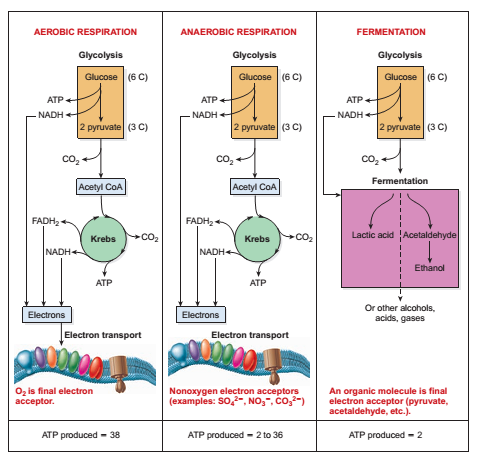 AEROBIC RESPIRATION
Glycolysis
Glucose (6 C)
ATP
NADH
2 pyruvate (3 C)
CO2
Acetyl CoA
FADH2
Krebs
CO2
NADH
ATP
Electrons
Electron transport
O2 is final electron
acceptor.
ATP produced = 38
ANAEROBIC RESPIRATION
Glycolysis
Glucose (6 C)
ATP
NADH
2 pyruvate (3 C)
CO2
Acetyl CoA
FADH2
Krebs
CO2
NADH
ATP
Electrons
Electron transport
Nonoxygen electron acceptors
(examples: SO4²⁻, NO3⁻, CO3²⁻)
ATP produced = 2 to 36
FERMENTATION
Glycolysis
Glucose (6 C)
ATP
NADH
2 pyruvate (3 C)
CO2
Fermentation
Lactic acid Acetaldehyde
Ethanol
Or other alcohols,
acids, gases
An organic molecule is final
electron acceptor (pyruvate,
acetaldehyde, etc.).
ATP produced = 2